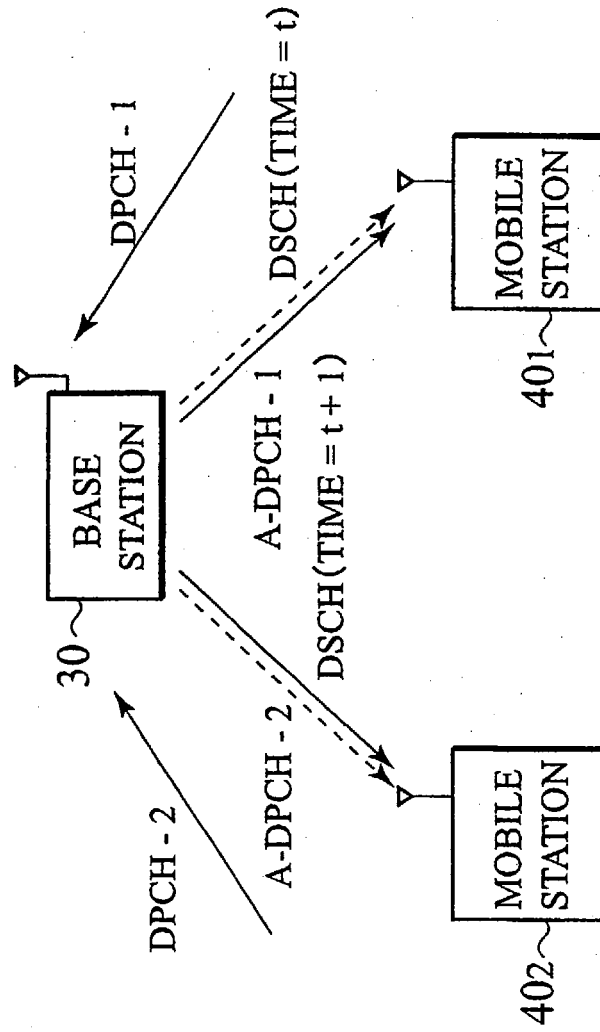 DPCH - 1
30
BASE
STATION
DSCH(TIME = t)
A-DPCH - 1
DSCH(TIME = t + 1)
DPCH - 2
A-DPCH - 2
401
MOBILE
STATION
402
MOBILE
STATION